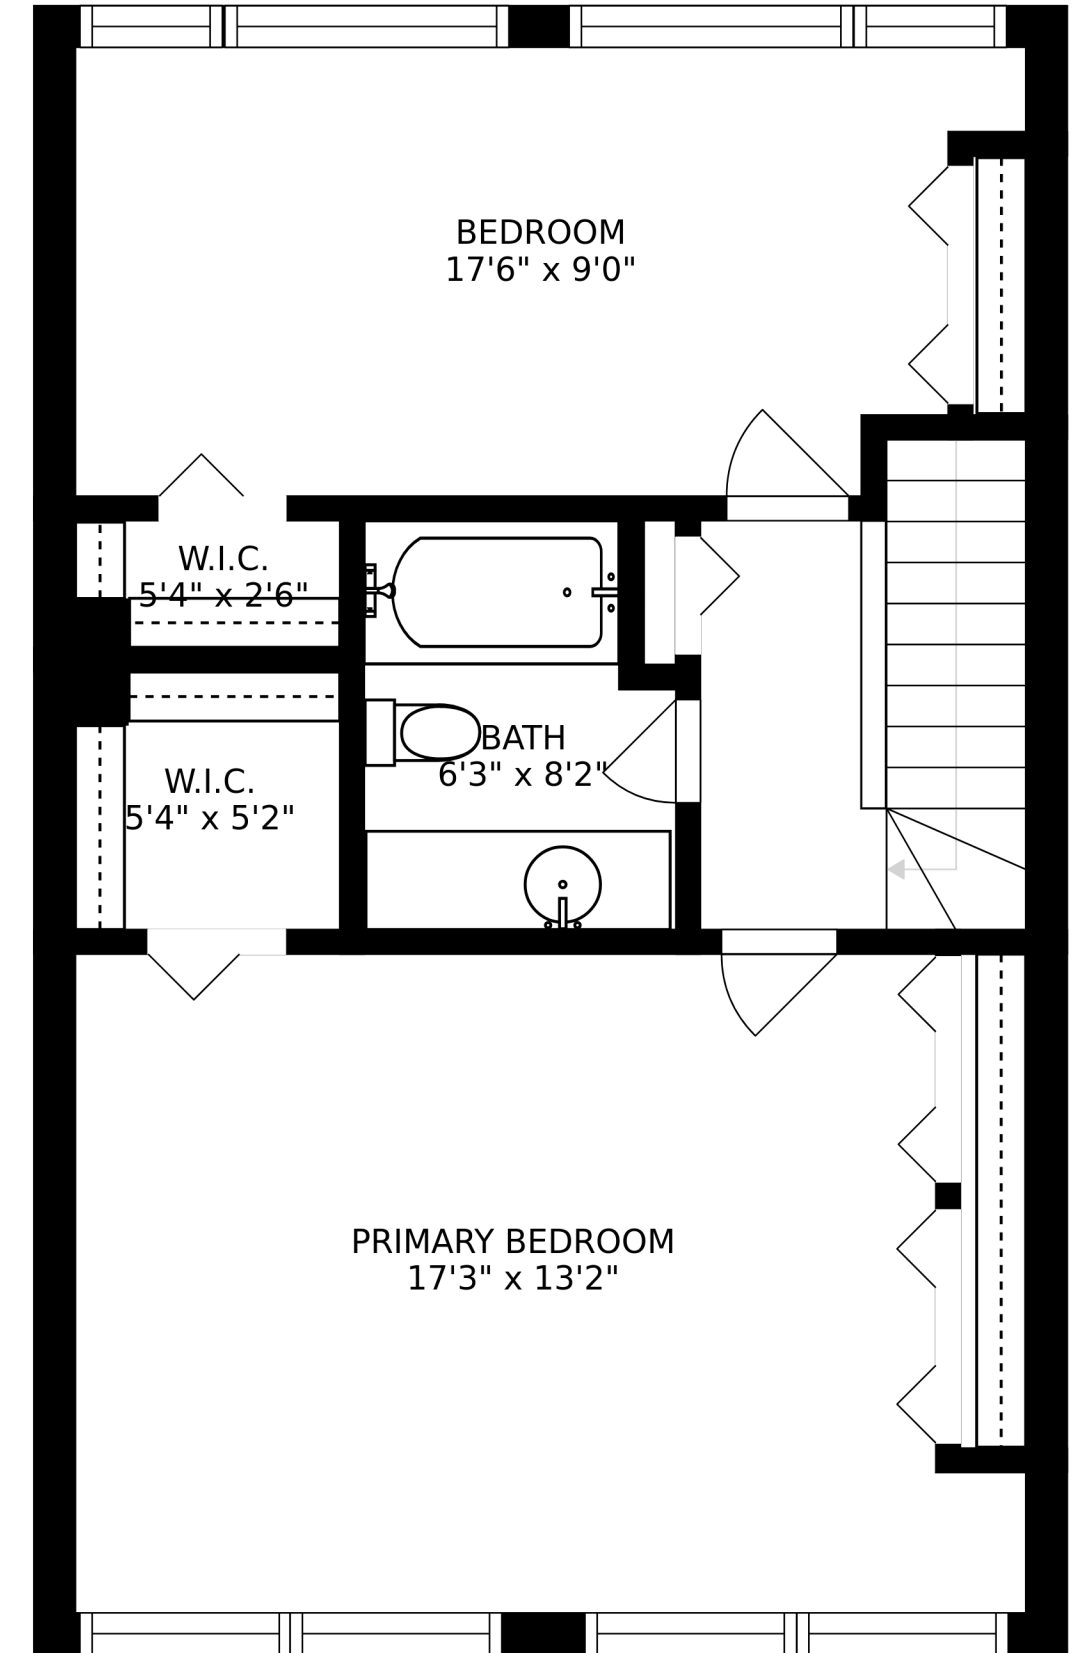 BEDROOM
17'6" x 9'0"
W.I.C.
5'4" x 2'6"
BATH
6'3" x 8'2"
W.I.C.
5'4" x 5'2"
PRIMARY BEDROOM
17'3" x 13'2"